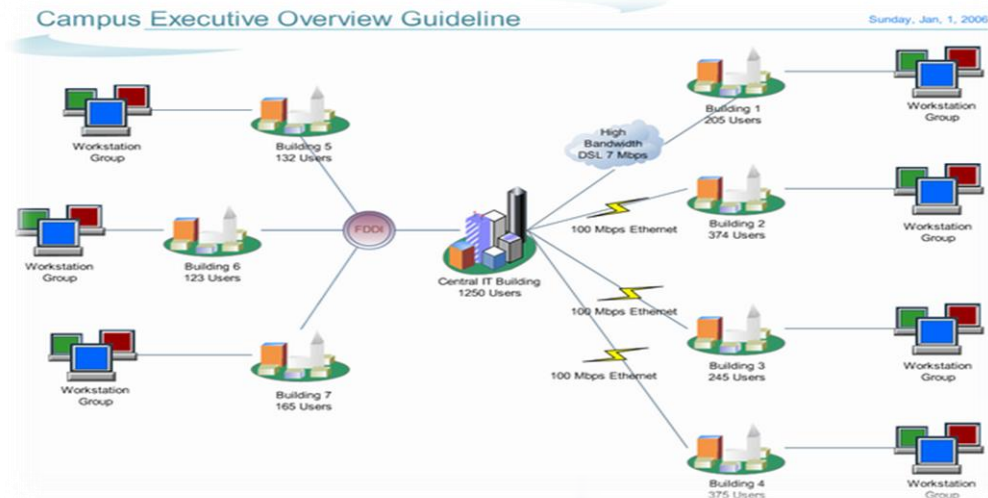 Campus Executive Overview Guideline
Sunday, Jan, 1, 2006
Workstation
Group
Building 5
132 Users
High
Bandwidth
DSL 7 Mbps
Building 1
205 Users
Workstation
Group
Workstation
Group
Building 6
123 Users
FDDI
Central IT Building
1250 Users
100 Mbps Ethernet
Building 2
374 Users
Workstation
Group
100 Mbps Ethernet
Building 3
245 Users
Workstation
Group
Workstation
Group
Building 7
165 Users
100 Mbps Ethernet
Building 4
375 Users
Workstation
Group